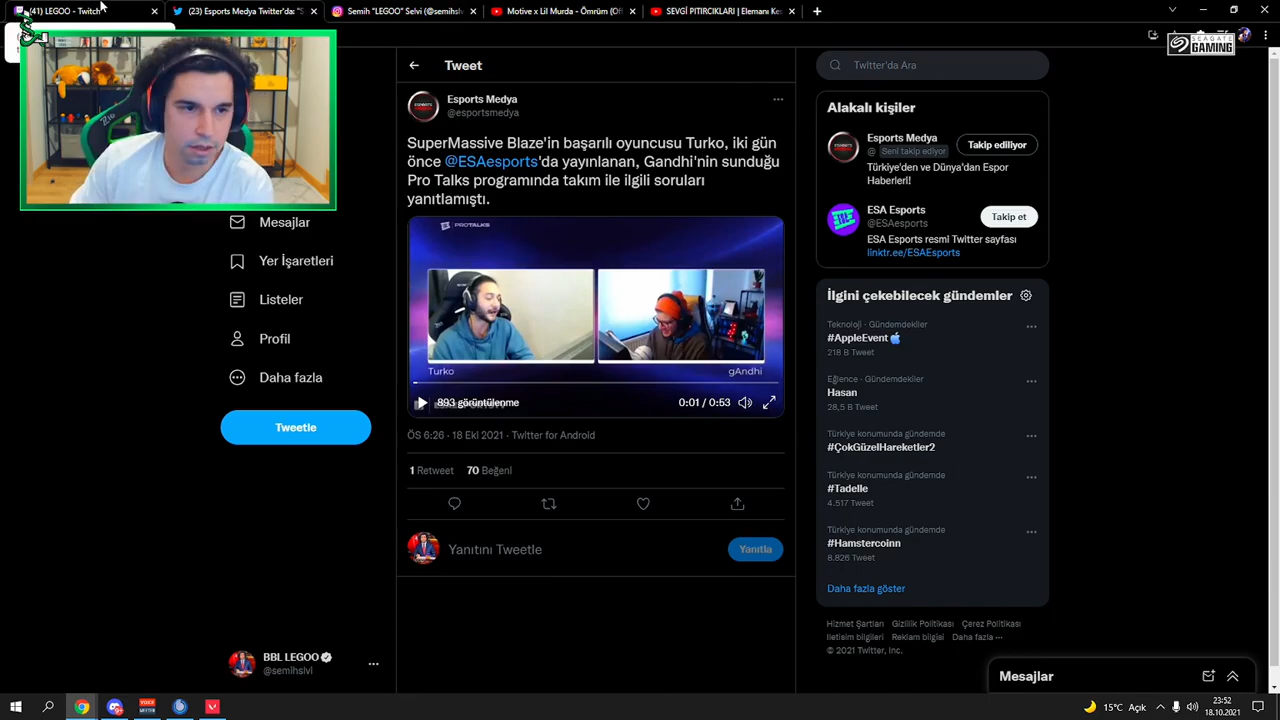 (41) LEGOO - Twitch
(23) Esports Medya Twitter'da: "S
Semih "LEGOO" Selvi (@semihs
Motive x Lil Murda - Ömrüm (Of
SEVGİ PITIRCIKLARI | Elemanı Ke
SEAGATE
GAMING
Tweet
Twitter'da Ara
Esports Medya
@esportsmedya
SuperMassive Blaze'in başarılı oyuncusu Turko, iki gün
önce @ESAesports'da yayınlanan, Gandhi'nin sunduğu
Pro Talks programında takım ile ilgili soruları
yanıtlamıştı.
PROTALKS
Turko
gAndhi
893 görüntülenme
0:01 / 0:53
ÖS 6:26 · 18 Eki 2021 · Twitter for Android
1 Retweet 70 Beğeni
Yanıtını Tweetle
Yanıtla
Mesajlar
Yer İşaretleri
Listeler
Profil
Daha fazla
Tweetle
BBL LEGOO
@semihslvi
Alakalı kişiler
Esports Medya
@ Seni takip ediyor
Takip ediliyor
Türkiye'den ve Dünya'dan Espor
Haberleri!
ESA Esports
@ESAesports
Takip et
ESA Esports resmi Twitter sayfası
linktr.ee/ESAEsports
İlgini çekebilecek gündemler
Teknoloji · Gündemdekiler
#AppleEvent
218 B Tweet
Eğlence · Gündemdekiler
Hasan
28,5 B Tweet
Türkiye konumunda gündemde
#ÇokGüzelHareketler2
Türkiye konumunda gündemde
#Tadelle
4.517 Tweet
Türkiye konumunda gündemde
#Hamstercoinn
8.826 Tweet
Daha fazla göster
Hizmet Şartları Gizlilik Politikası Çerez Politikası
İletişim bilgileri Reklam bilgisi Daha fazla
© 2021 Twitter, Inc.
Mesajlar
VOICE
MEETER
15°C Açık
23:52
18.10.2021